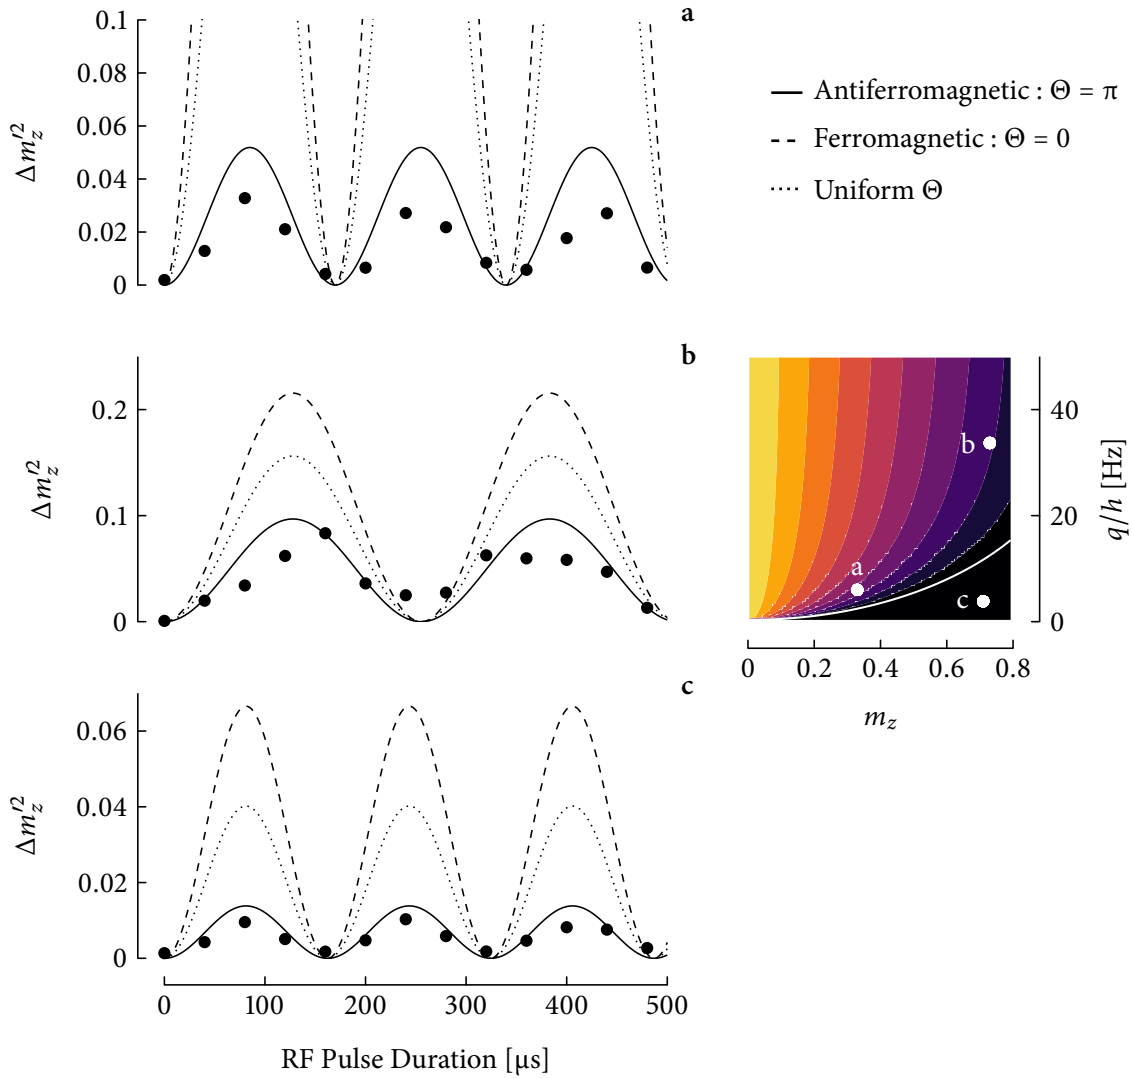 a
0.1
0.08
0.06
0.04
0.02
0
Δm′z²
Antiferromagnetic : Θ = π
Ferromagnetic : Θ = 0
Uniform Θ
b
0.2
0.1
0
Δm′z²
a
b
c
40
20
0
q/h [Hz]
0 0.2 0.4 0.6 0.8
mz
c
0.06
0.04
0.02
0
Δm′z²
0 100 200 300 400 500
RF Pulse Duration [µs]